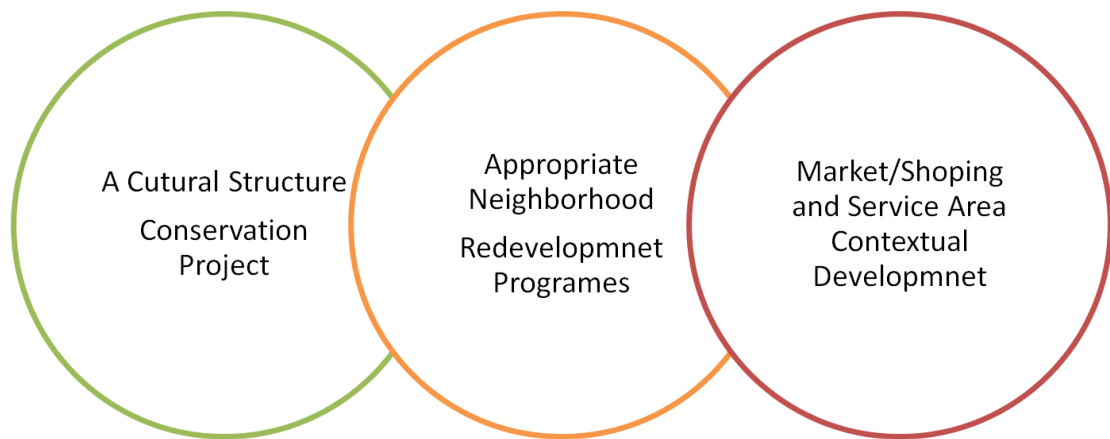 A Cutural Structure
Conservation
Project
Appropriate
Neighborhood
Redevelopmnet
Programes
Market/Shoping
and Service Area
Contextual
Developmnet